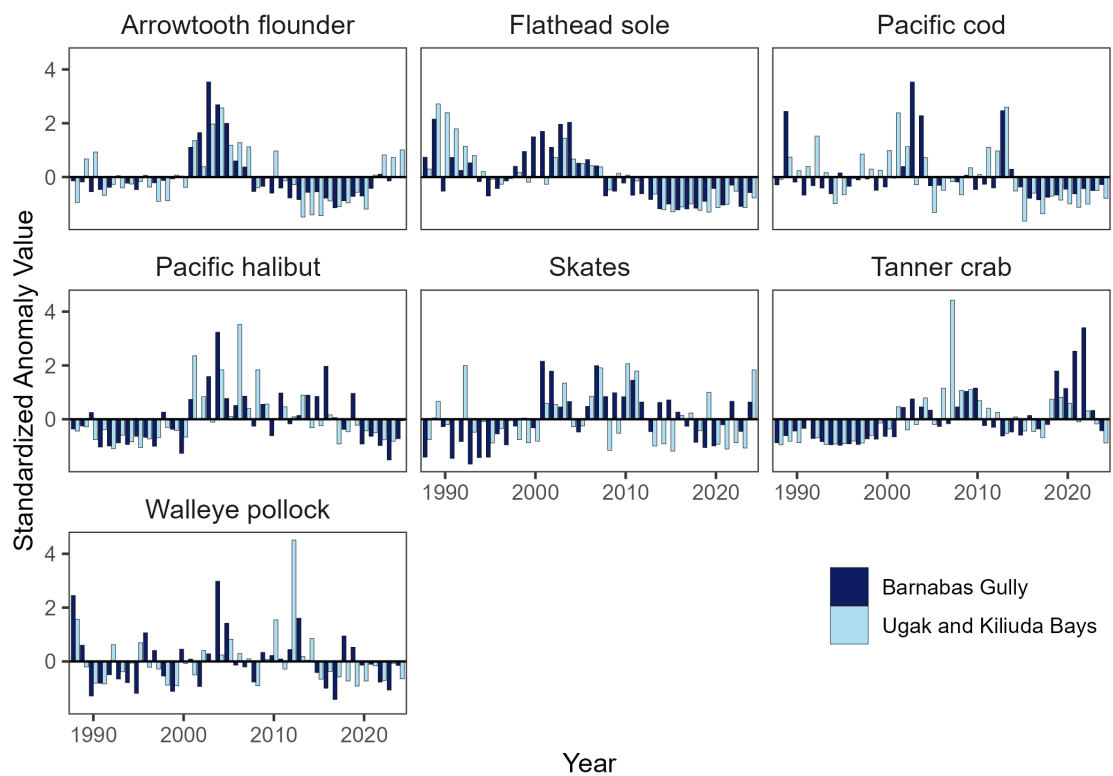 Arrowtooth flounder
Flathead sole
Pacific cod
4
2
0
Pacific halibut
Skates
Tanner crab
4
2
0
1990 2000 2010 2020
1990 2000 2010 2020
Walleye pollock
4
2
0
1990 2000 2010 2020
Standardized Anomaly Value
Year
Barnabas Gully
Ugak and Kiliuda Bays